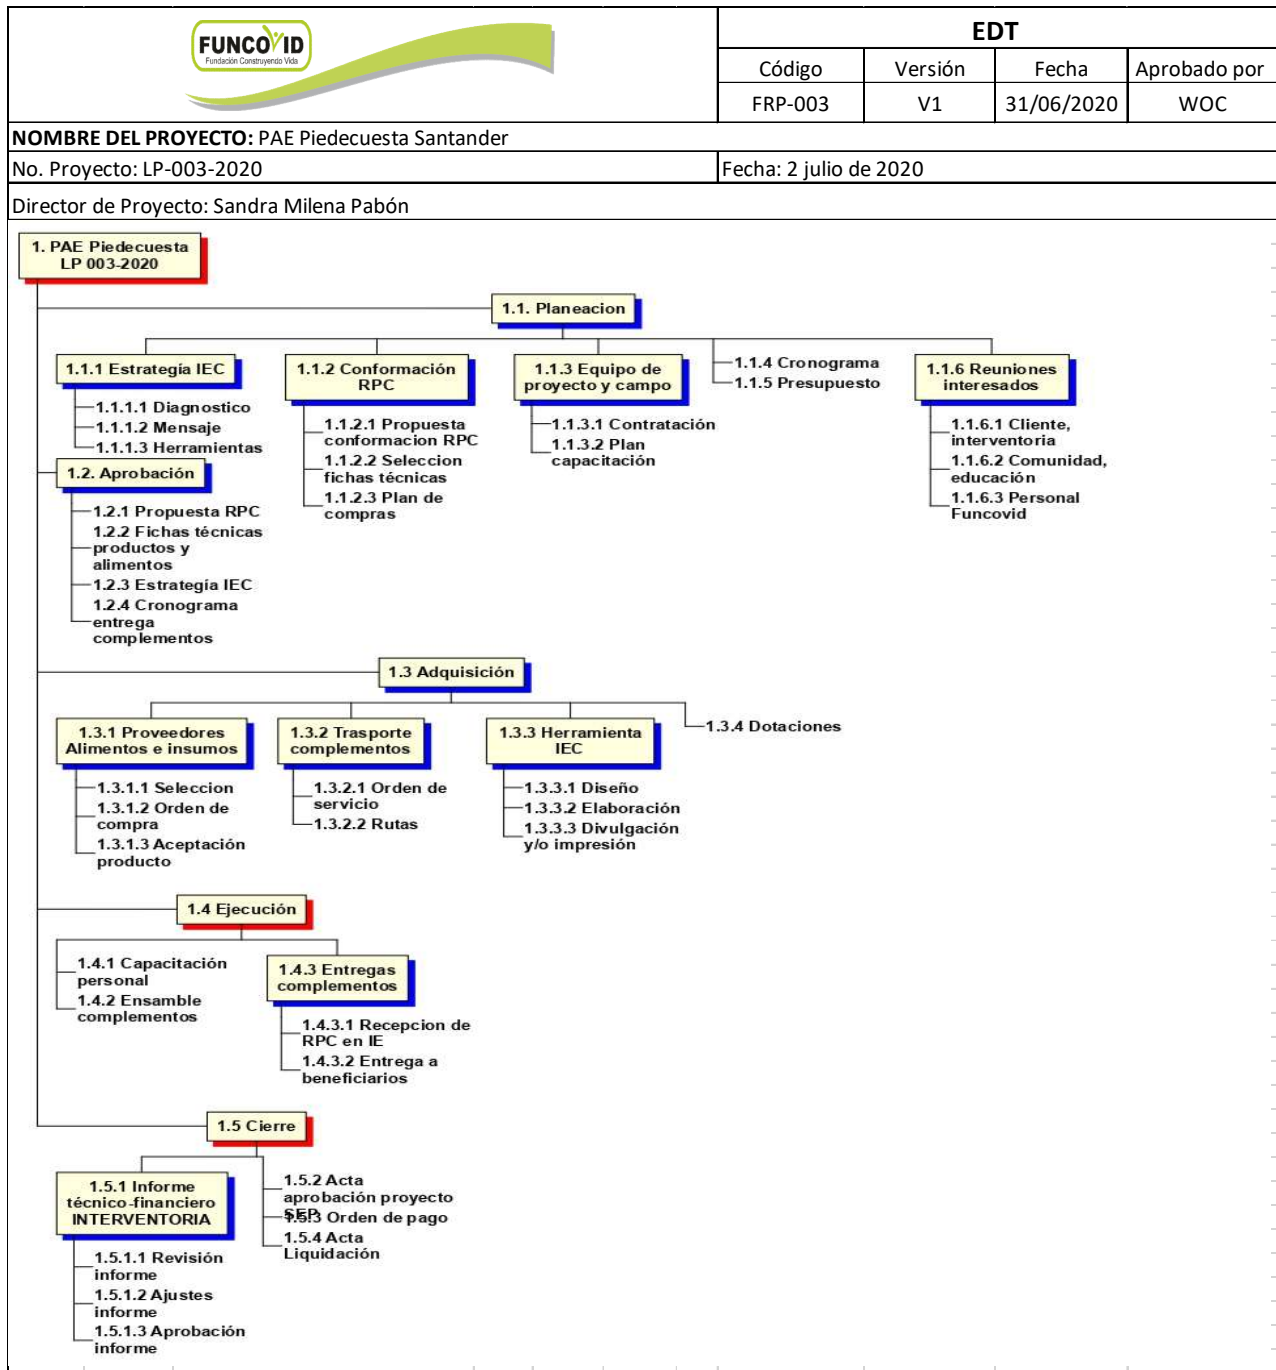 FUNCOVID
Fundación Construyendo Vida
EDT
Código Versión Fecha Aprobado por
FRP-003 V1 31/06/2020 WOC
NOMBRE DEL PROYECTO: PAE Piedecuesta Santander
No. Proyecto: LP-003-2020 Fecha: 2 julio de 2020
Director de Proyecto: Sandra Milena Pabón
1. PAE Piedecuesta
LP 003-2020
1.1. Planeacion
1.1.1 Estrategía IEC
1.1.1.1 Diagnostico
1.1.1.2 Mensaje
1.1.1.3 Herramientas
1.1.2 Conformación
RPC
1.1.2.1 Propuesta
conformacion RPC
1.1.2.2 Seleccion
fichas técnicas
1.1.2.3 Plan de
compras
1.1.3 Equipo de
proyecto y campo
1.1.3.1 Contratación
1.1.3.2 Plan
capacitación
1.1.4 Cronograma
1.1.5 Presupuesto
1.1.6 Reuniones
interesados
1.1.6.1 Cliente,
interventoria
1.1.6.2 Comunidad,
educación
1.1.6.3 Personal
Funcovid
1.2. Aprobación
1.2.1 Propuesta RPC
1.2.2 Fichas técnicas
productos y
alimentos
1.2.3 Estrategía IEC
1.2.4 Cronograma
entrega
complementos
1.3 Adquisición
1.3.1 Proveedores
Alimentos e insumos
1.3.1.1 Seleccion
1.3.1.2 Orden de
compra
1.3.1.3 Aceptación
producto
1.3.2 Trasporte
complementos
1.3.2.1 Orden de
servicio
1.3.2.2 Rutas
1.3.3 Herramienta
IEC
1.3.3.1 Diseño
1.3.3.2 Elaboración
1.3.3.3 Divulgación
y/o impresión
1.3.4 Dotaciones
1.4 Ejecución
1.4.1 Capacitación
personal
1.4.2 Ensamble
complementos
1.4.3 Entregas
complementos
1.4.3.1 Recepcion de
RPC en IE
1.4.3.2 Entrega a
beneficiarios
1.5 Cierre
1.5.1 Informe
técnico-financiero
INTERVENTORIA
1.5.1.1 Revisión
informe
1.5.1.2 Ajustes
informe
1.5.1.3 Aprobación
informe
1.5.2 Acta
aprobación proyecto
SEP
1.5.3 Orden de pago
1.5.4 Acta
Liquidación